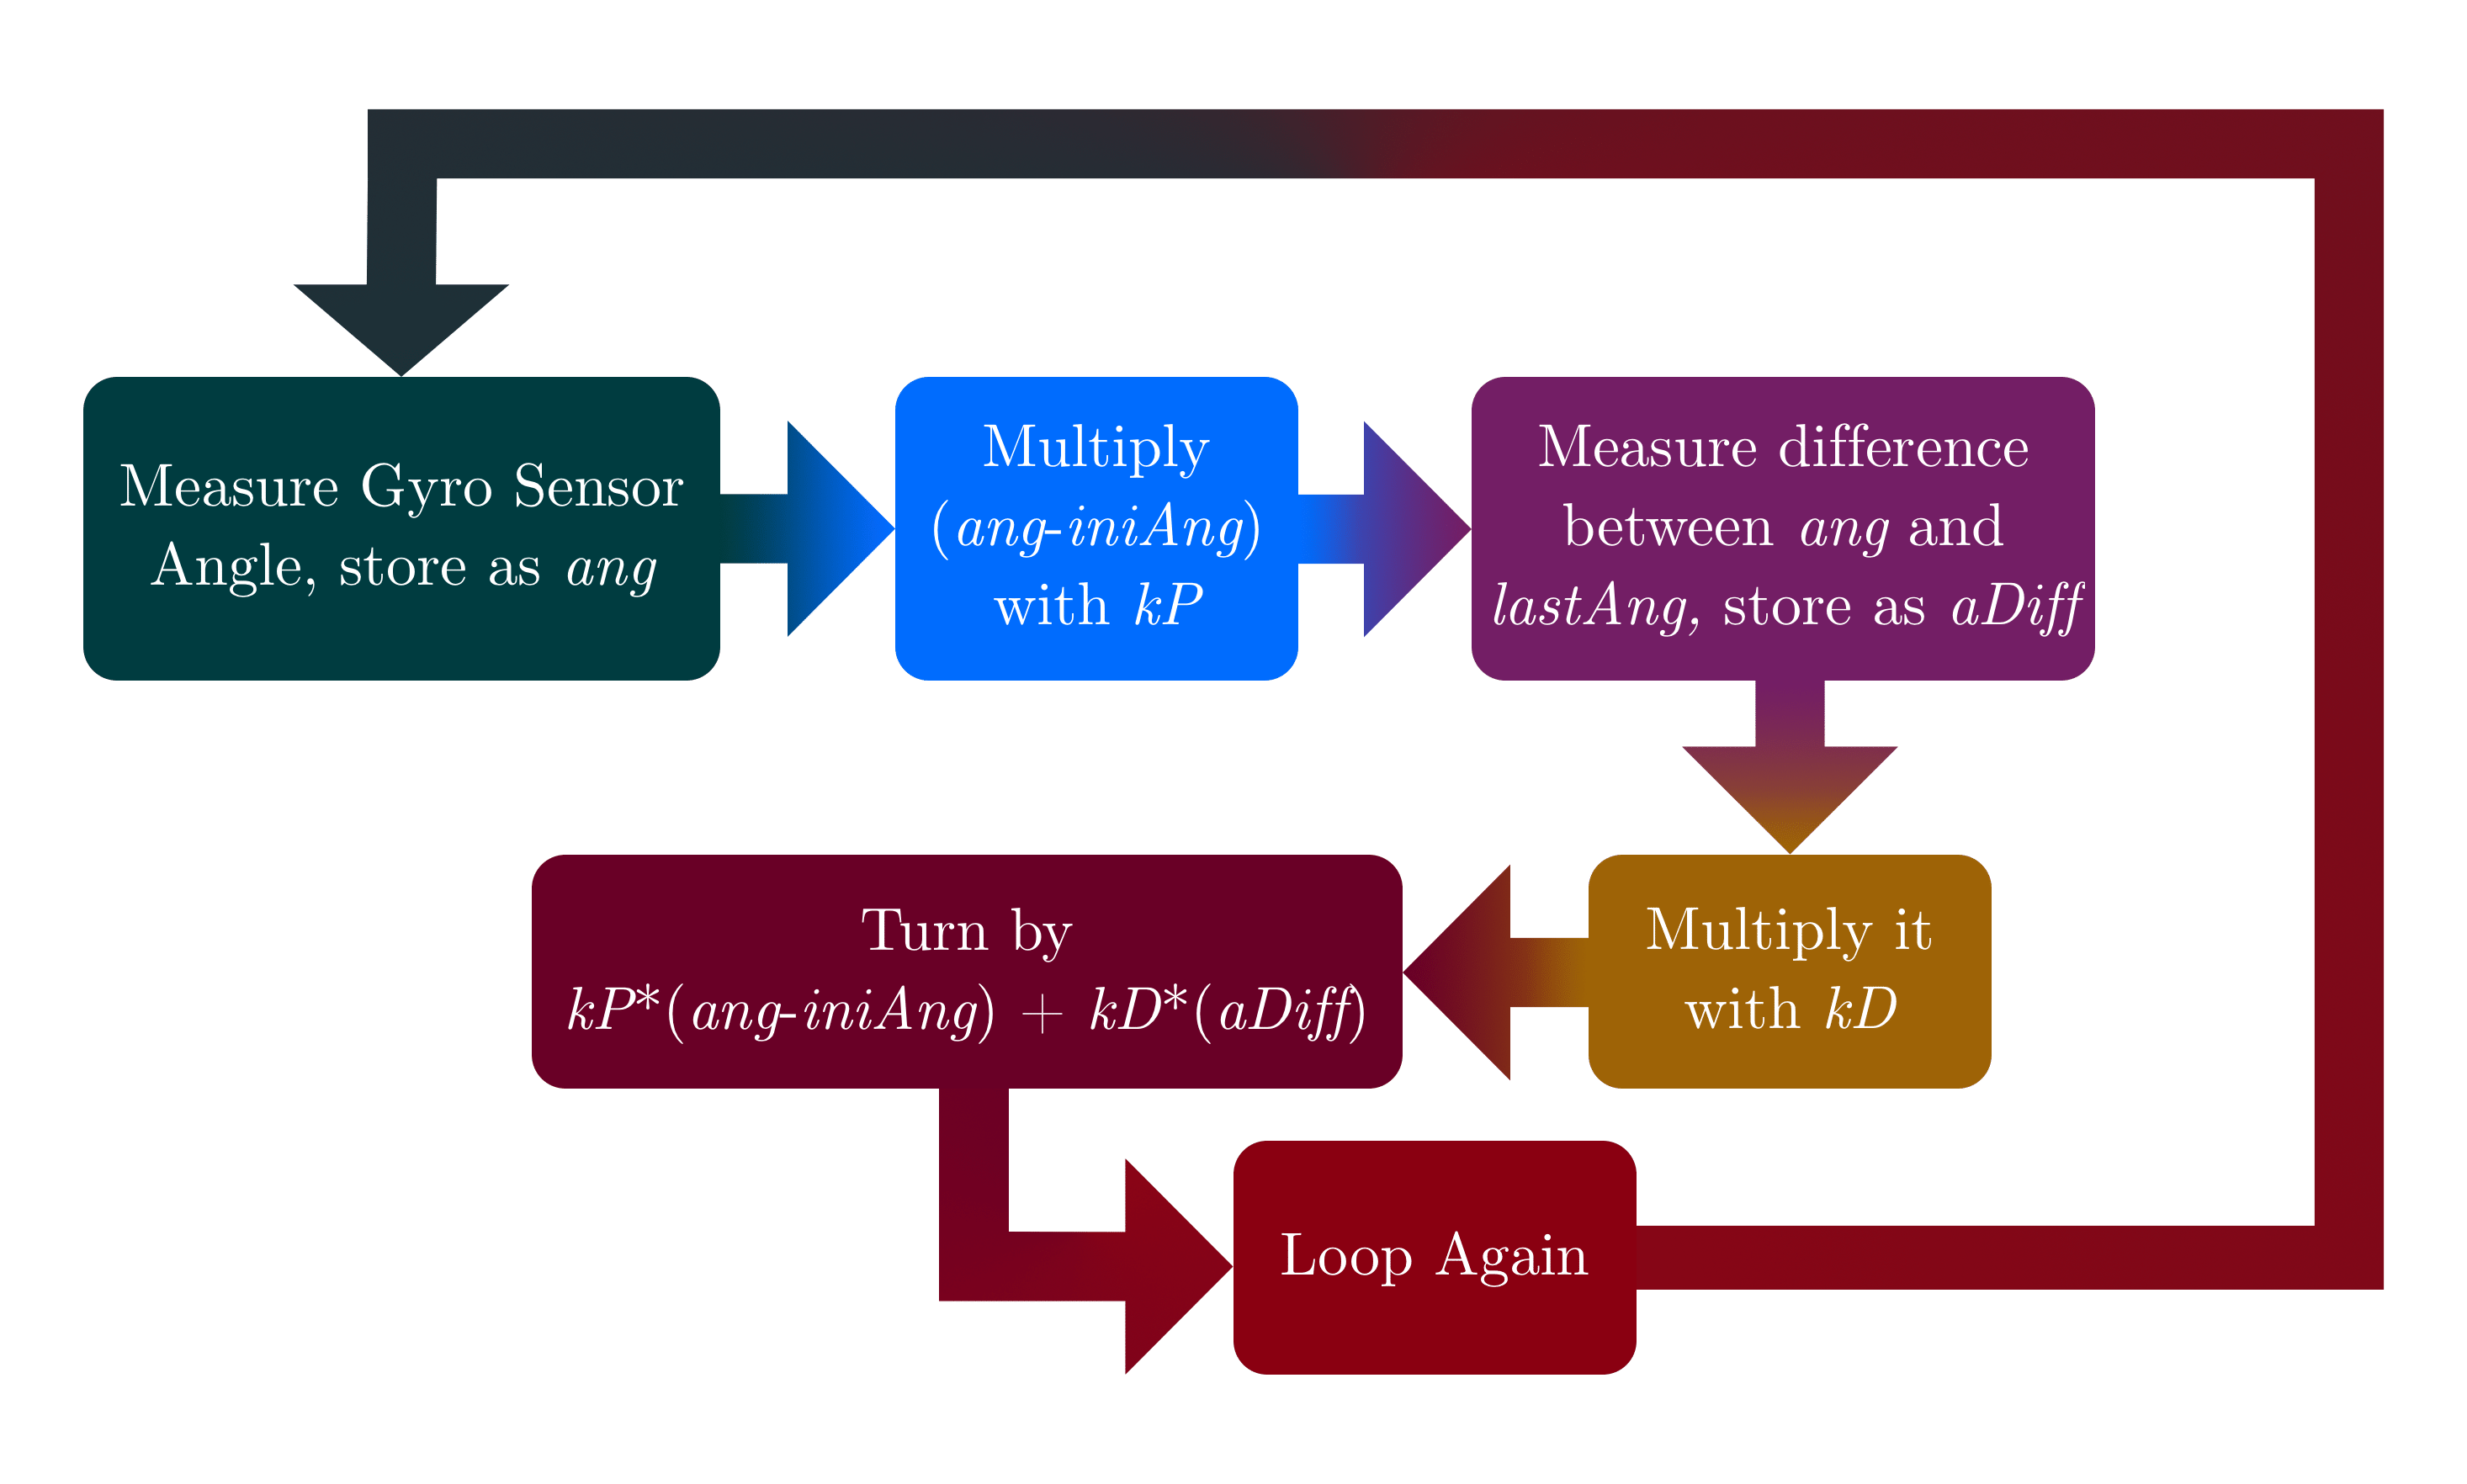 Measure Gyro Sensor
Angle, store as ang
Multiply
(ang-iniAng)
with kP
Measure difference
between ang and
lastAng, store as aDiff
Multiply it
with kD
Turn by
kP*(ang-iniAng) + kD*(aDiff)
Loop Again